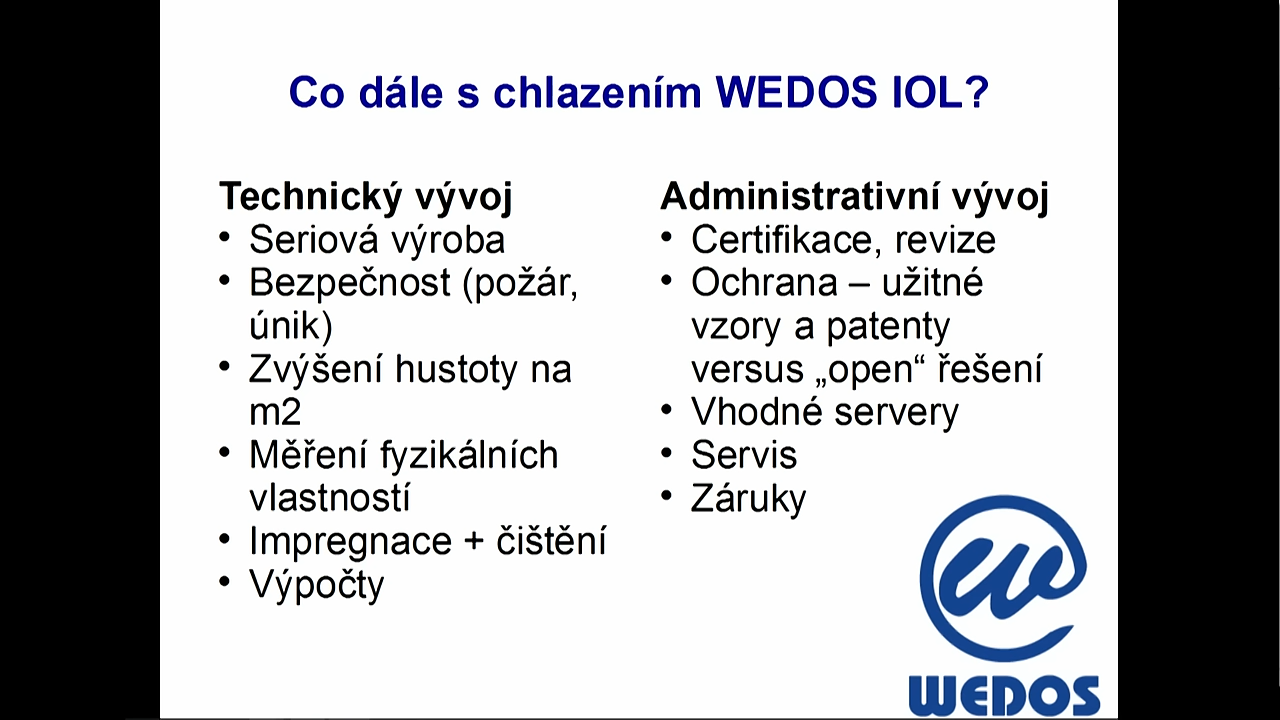 Co dále s chlazením WEDOS IOL?
Technický vývoj
• Seriová výroba
• Bezpečnost (požár,
únik)
• Zvýšení hustoty na
m2
• Měření fyzikálních
vlastností
• Impregnace + čištění
• Výpočty
Administrativní vývoj
• Certifikace, revize
• Ochrana – užitné
vzory a patenty
versus „open“ řešení
• Vhodné servery
• Servis
• Záruky
WEDOS